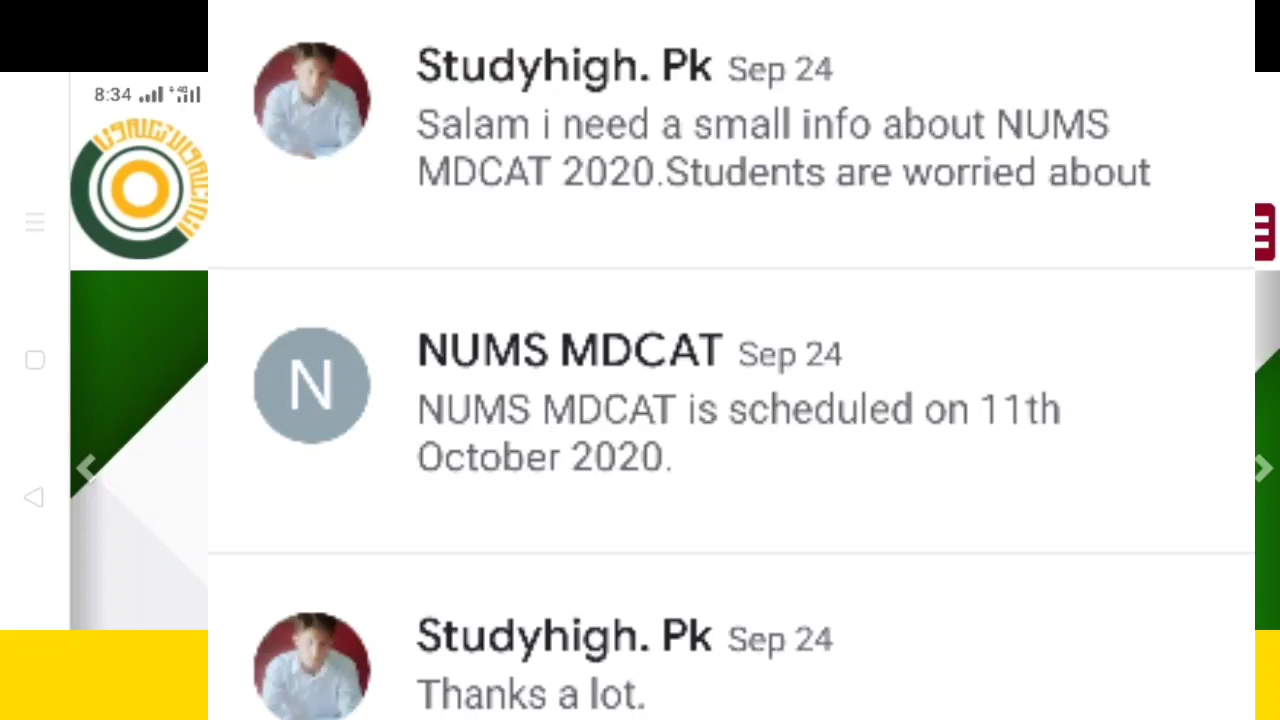 Studyhigh. Pk Sep 24
Salam i need a small info about NUMS
MDCAT 2020.Students are worried about
8:34
N
NUMS MDCAT Sep 24
NUMS MDCAT is scheduled on 11th
October 2020.
Studyhigh. Pk Sep 24
Thanks a lot.